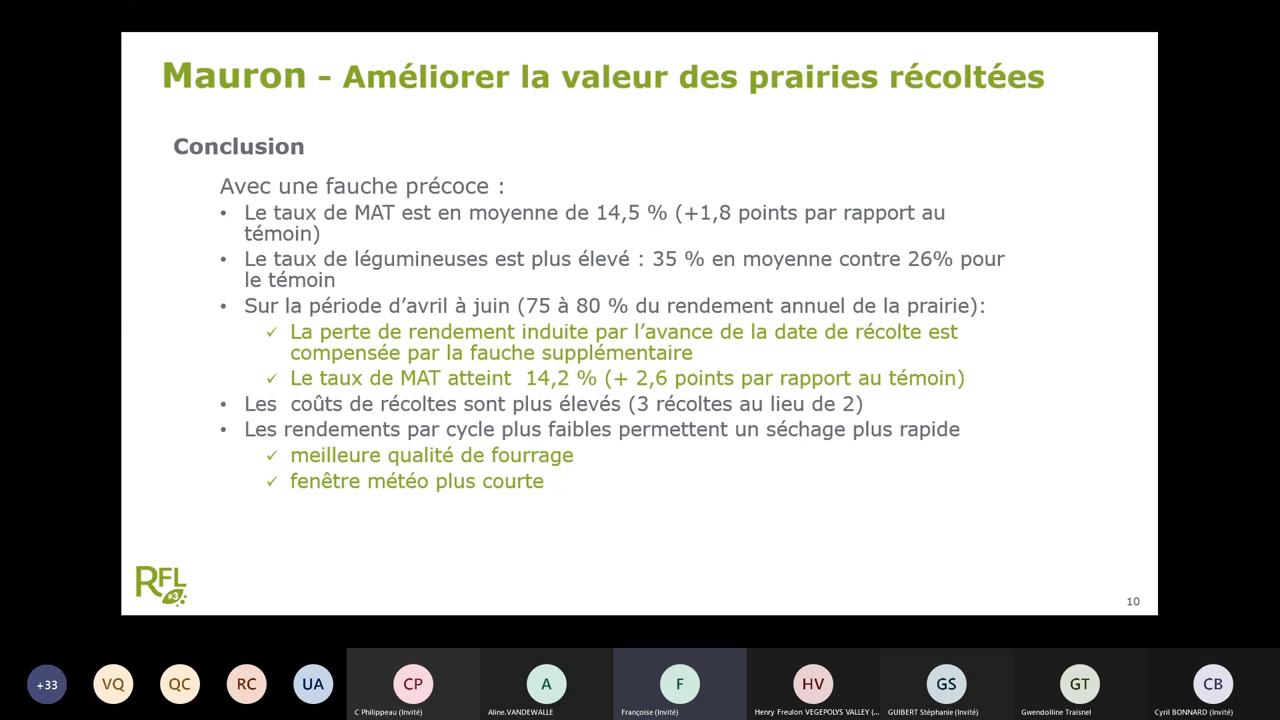 Mauron - Améliorer la valeur des prairies récoltées
Conclusion
Avec une fauche précoce :
• Le taux de MAT est en moyenne de 14,5 % (+1,8 points par rapport au
témoin)
• Le taux de légumineuses est plus élevé : 35 % en moyenne contre 26% pour
le témoin
• Sur la période d’avril à juin (75 à 80 % du rendement annuel de la prairie):
✓ La perte de rendement induite par l’avance de la date de récolte est
compensée par la fauche supplémentaire
✓ Le taux de MAT atteint  14,2 % (+ 2,6 points par rapport au témoin)
• Les  coûts de récoltes sont plus élevés (3 récoltes au lieu de 2)
• Les rendements par cycle plus faibles permettent un séchage plus rapide
✓ meilleure qualité de fourrage
✓ fenêtre météo plus courte
RFL
#3
10
+33
VQ
QC
RC
UA
CP
A
F
HV
GS
GT
CB
C Philippeau (Invité)
Aline.VANDEWALLE
Françoise (Invité)
Henry Freulon VEGEPOLYS VALLEY (...
GUIBERT Stéphanie (Invité)
Gwendolline Traisnel
Cyril BONNARD (Invité)